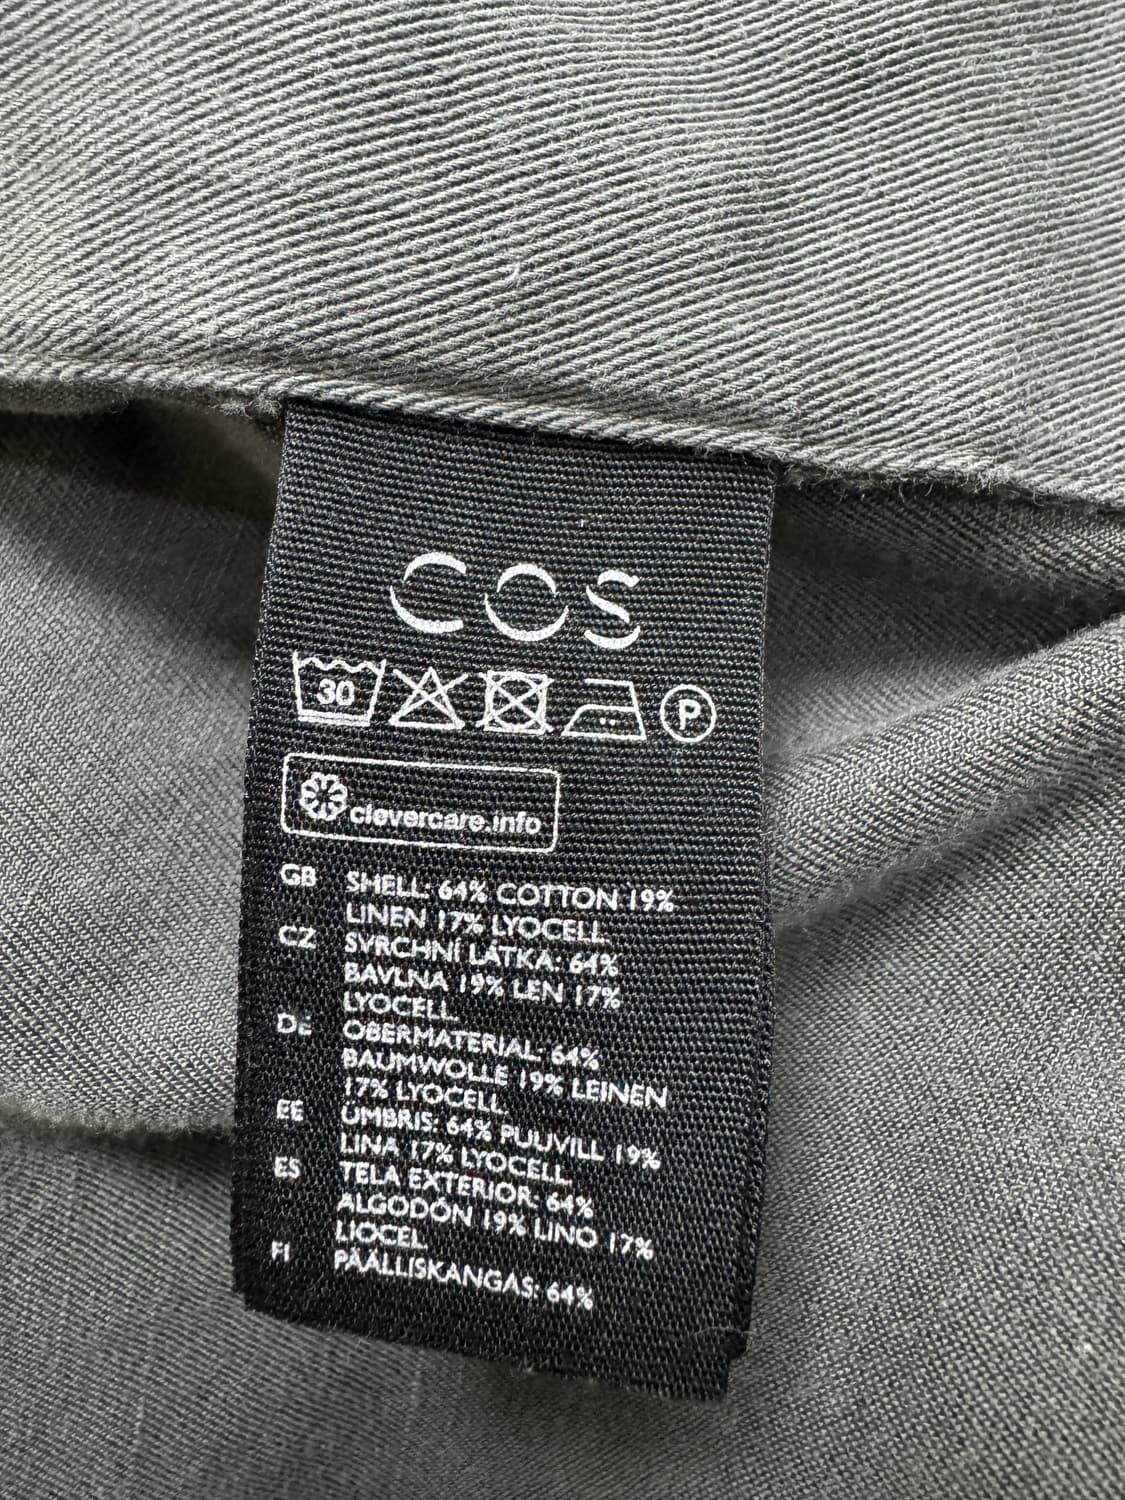 COS
30
P
clevercare.info
GB SHELL: 64% COTTON 19%
LINEN 17% LYOCELL
CZ SVRCHNÍ LÁTKA: 64%
BAVLNA 19% LEN 17%
LYOCELL
DE OBERMATERIAL: 64%
BAUMWOLLE 19% LEINEN
17% LYOCELL
EE ÜMBRIS: 64% PUUVILL 19%
LINA 17% LYOCELL
ES TELA EXTERIOR: 64%
ALGODÓN 19% LINO 17%
LIOCEL
FI PÄÄLLISKANGAS: 64%